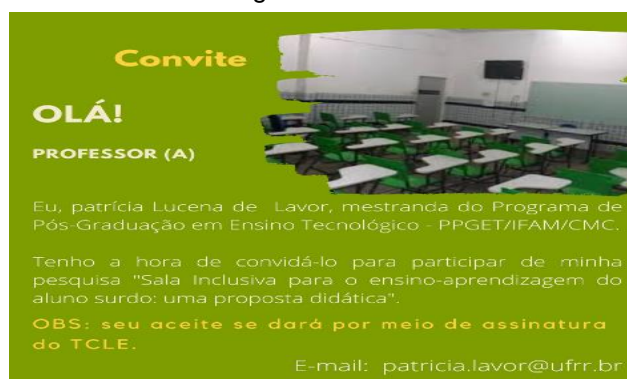 Convite
OLÁ!
PROFESSOR (A)
Eu, patrícia Lucena de Lavor, mestranda do Programa de
Pós-Graduação em Ensino Tecnológico - PPGET/IFAM/CMC.
Tenho a hora de convidá-lo para participar de minha
pesquisa "Sala Inclusiva para o ensino-aprendizagem do
aluno surdo: uma proposta didática".
OBS: seu aceite se dará por meio de assinatura
do TCLE.
E-mail: patricia.lavor@ufrr.br